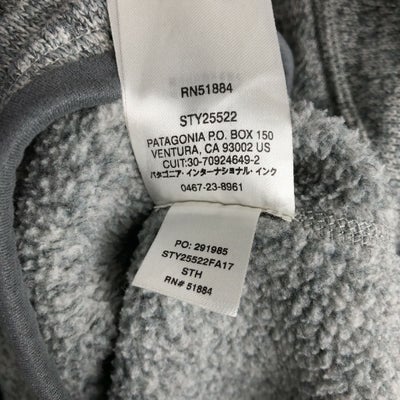 RN51884
STY25522
PATAGONIA P.O. BOX 150
VENTURA, CA 93002 US
CUIT:30-70924649-2
パタゴニア・インターナショナル・インク
0467-23-8961
PO: 291985
STY25522FA17
STH
RN# 51884